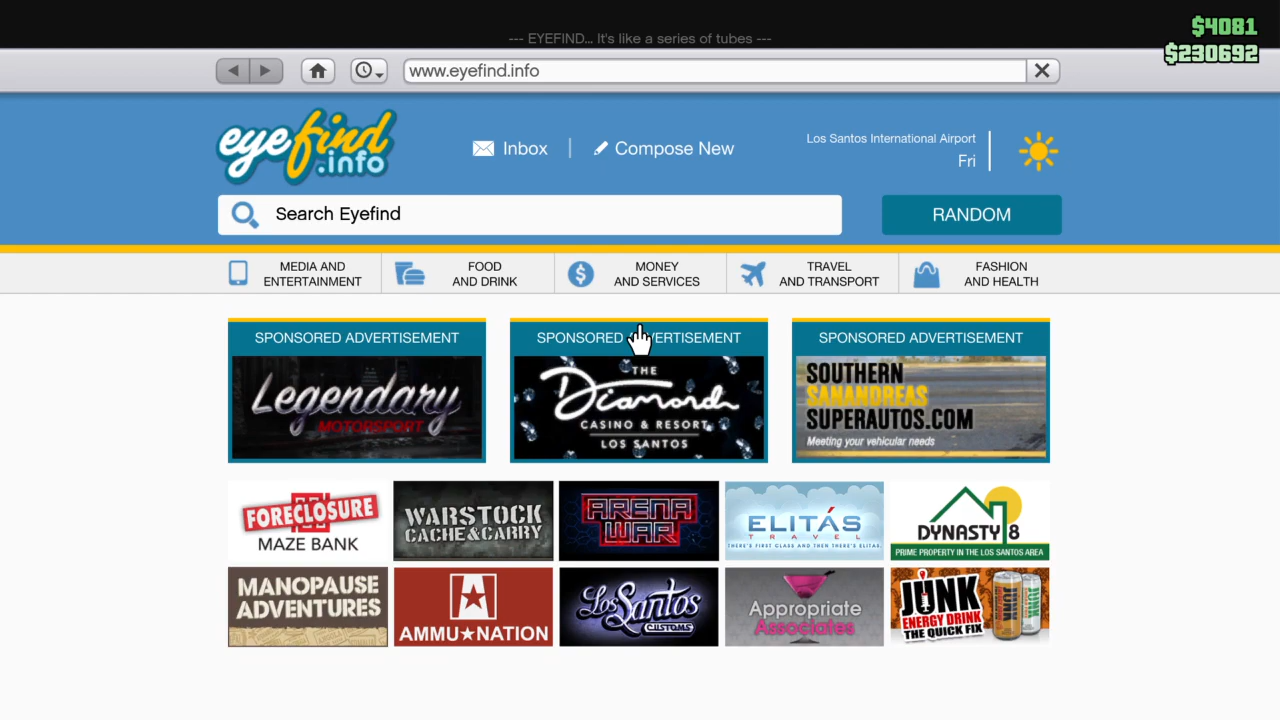 $4081
--- EYEFIND... It's like a series of tubes ---
$230692
www.eyefind.info
eyefind
.info
Inbox
Compose New
Los Santos International Airport
Fri
Search Eyefind
RANDOM
MEDIA AND
ENTERTAINMENT
FOOD
AND DRINK
MONEY
AND SERVICES
TRAVEL
AND TRANSPORT
FASHION
AND HEALTH
SPONSORED ADVERTISEMENT
Legendary
MOTORSPORT
SPONSORED ADVERTISEMENT
THE
Diamond
CASINO & RESORT
LOS SANTOS
SPONSORED ADVERTISEMENT
SOUTHERN
SANANDREAS
SUPERAUTOS.COM
Meeting your vehicular needs
FORECLOSURE
MAZE BANK
WARSTOCK
CACHE&CARRY
ARENA
WAR
ELITÁS
TRAVEL
THERE'S FIRST CLASS AND THEN THERE'S ELITAS.
DYNASTY 8
PRIME PROPERTY IN THE LOS SANTOS AREA
MANOPAUSE
ADVENTURES
AMMU★NATION
Los Santos
CUSTOMS
Appropriate
Associates
JUNK
ENERGY DRINK
THE QUICK FIX